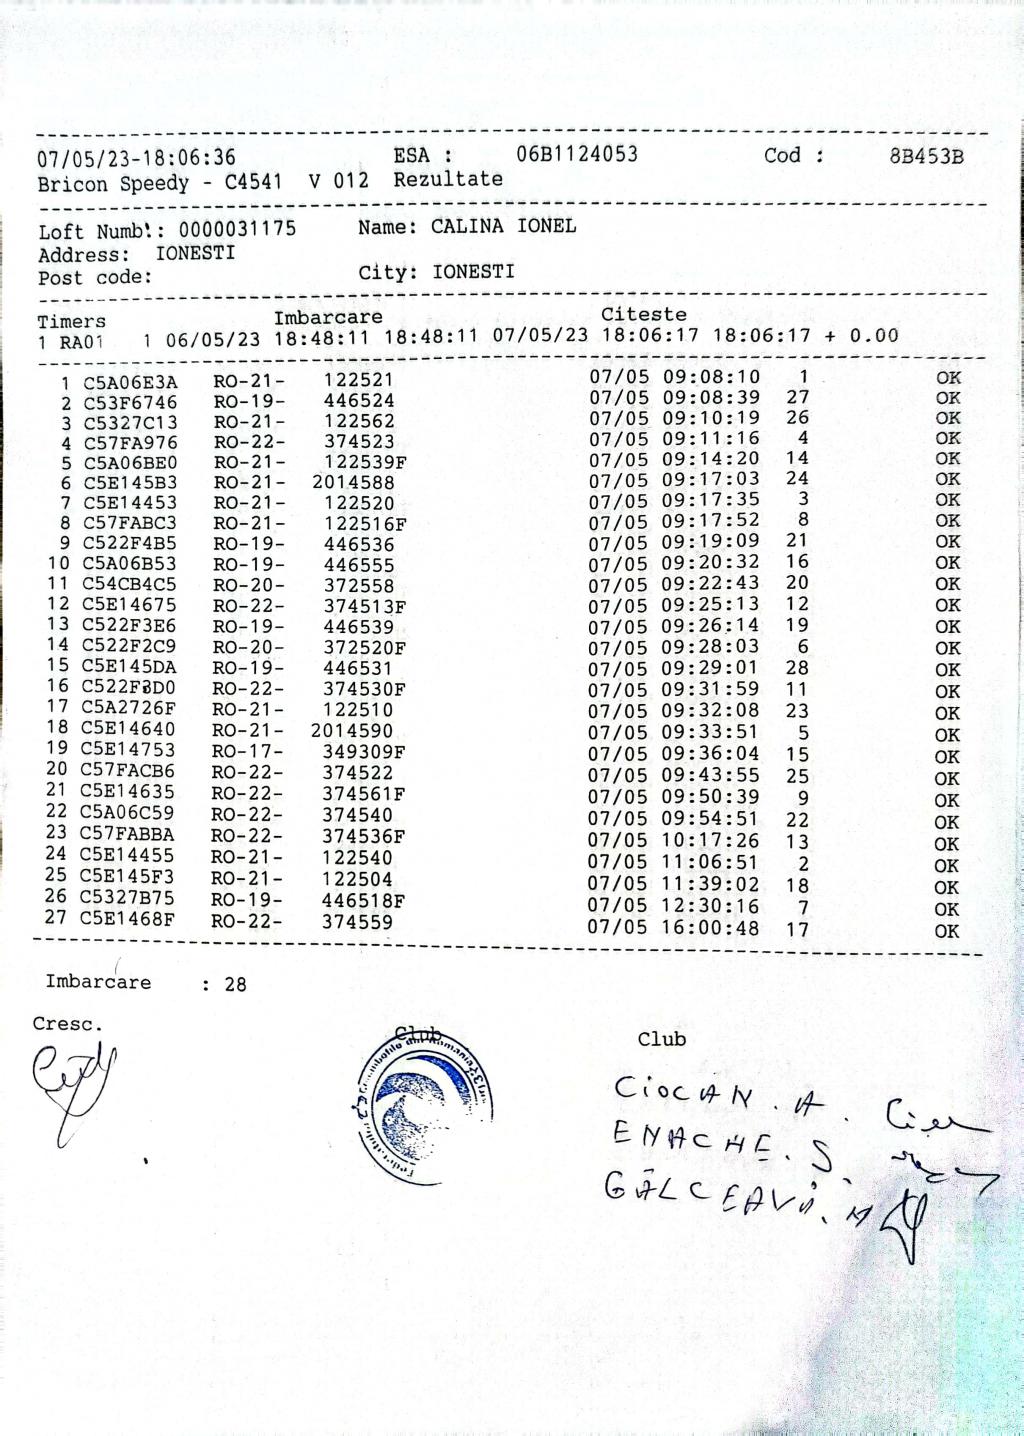 07/05/23-18:06:36 ESA : 06B1124053 Cod : 8B453B
Bricon Speedy - C4541 V 012 Rezultate
Loft Numb.: 0000031175 Name: CALINA IONEL
Address: IONESTI
Post code: City: IONESTI
Timers Imbarcare Citeste
1 RA01 1 06/05/23 18:48:11 18:48:11 07/05/23 18:06:17 18:06:17 + 0.00
1 C5A06E3A RO-21- 122521 07/05 09:08:10 1 OK
2 C53F6746 RO-19- 446524 07/05 09:08:39 27 OK
3 C5327C13 RO-21- 122562 07/05 09:10:19 26 OK
4 C57FA976 RO-22- 374523 07/05 09:11:16 4 OK
5 C5A06BE0 RO-21- 122539F 07/05 09:14:20 14 OK
6 C5E145B3 RO-21- 2014588 07/05 09:17:03 24 OK
7 C5E14453 RO-21- 122520 07/05 09:17:35 3 OK
8 C57FABC3 RO-21- 122516F 07/05 09:17:52 8 OK
9 C522F4B5 RO-19- 446536 07/05 09:19:09 21 OK
10 C5A06B53 RO-19- 446555 07/05 09:20:32 16 OK
11 C54CB4C5 RO-20- 372558 07/05 09:22:43 20 OK
12 C5E14675 RO-22- 374513F 07/05 09:25:13 12 OK
13 C522F3E6 RO-19- 446539 07/05 09:26:14 19 OK
14 C522F2C9 RO-20- 372520F 07/05 09:28:03 6 OK
15 C5E145DA RO-19- 446531 07/05 09:29:01 28 OK
16 C522F3D0 RO-22- 374530F 07/05 09:31:59 11 OK
17 C5A2726F RO-21- 122510 07/05 09:32:08 23 OK
18 C5E14640 RO-21- 2014590 07/05 09:33:51 5 OK
19 C5E14753 RO-17- 349309F 07/05 09:36:04 15 OK
20 C57FACB6 RO-22- 374522 07/05 09:43:55 25 OK
21 C5E14635 RO-22- 374561F 07/05 09:50:39 9 OK
22 C5A06C59 RO-22- 374540 07/05 09:54:51 22 OK
23 C57FABBA RO-22- 374536F 07/05 10:17:26 13 OK
24 C5E14455 RO-21- 122540 07/05 11:06:51 2 OK
25 C5E145F3 RO-21- 122504 07/05 11:39:02 18 OK
26 C5327B75 RO-19- 446518F 07/05 12:30:16 7 OK
27 C5E1468F RO-22- 374559 07/05 16:00:48 17 OK
Imbarcare : 28
Cresc. Club Club
CIOCAN. A.
ENACHE. S.
GĂLCEAVĂ. M